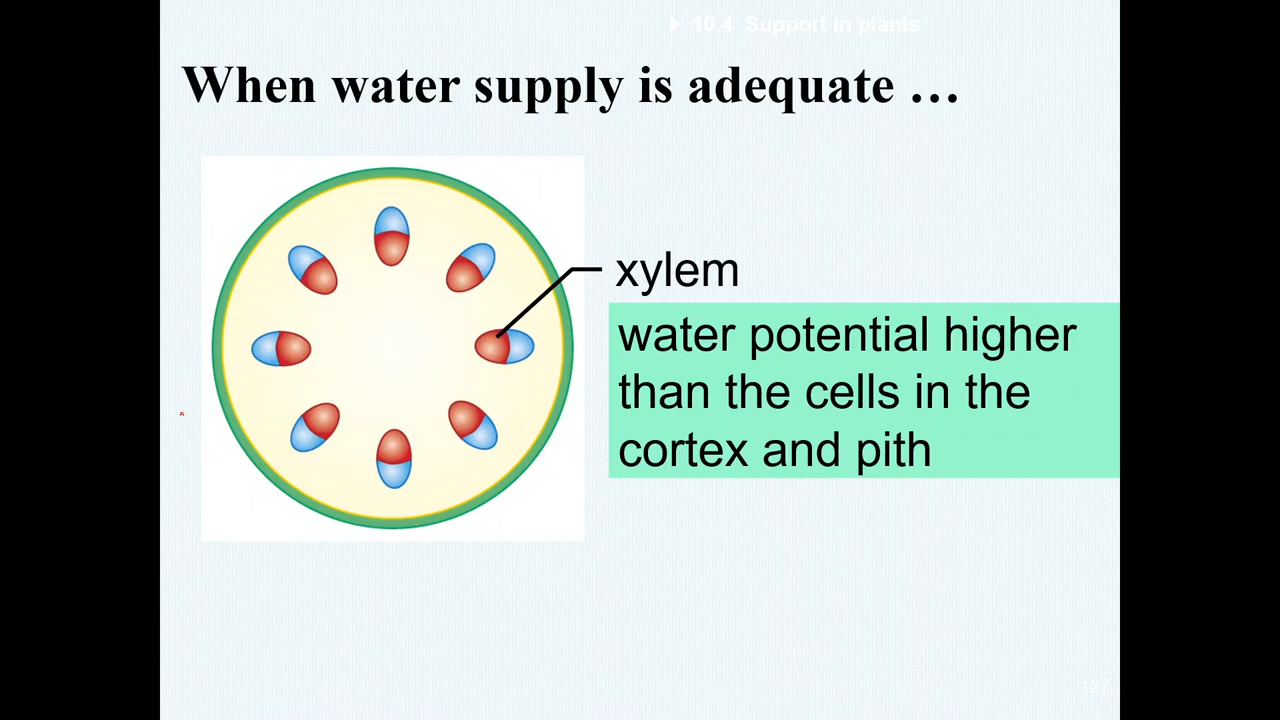 10.4 Support in plants
When water supply is adequate …
xylem
water potential higher
than the cells in the
cortex and pith
127